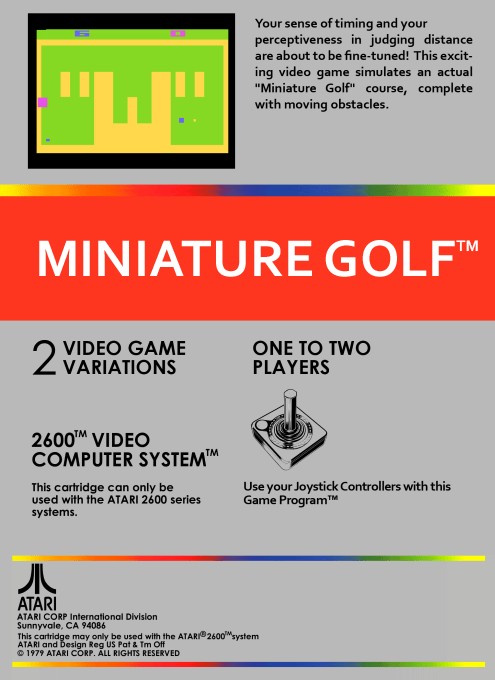 Your sense of timing and your
perceptiveness in judging distance
are about to be fine-tuned! This excit-
ing video game simulates an actual
"Miniature Golf" course, complete
with moving obstacles.
MINIATURE GOLF™
2 VIDEO GAME
VARIATIONS
ONE TO TWO
PLAYERS
2600™ VIDEO
COMPUTER SYSTEM™
This cartridge can only be
used with the ATARI 2600 series
systems.
Use your Joystick Controllers with this
Game Program™
ATARI
ATARI CORP International Division
Sunnyvale, CA 94086
This cartridge may only be used with the ATARI®2600™system
ATARI and Design Reg US Pat & Tm Off
© 1979 ATARI CORP. ALL RIGHTS RESERVED